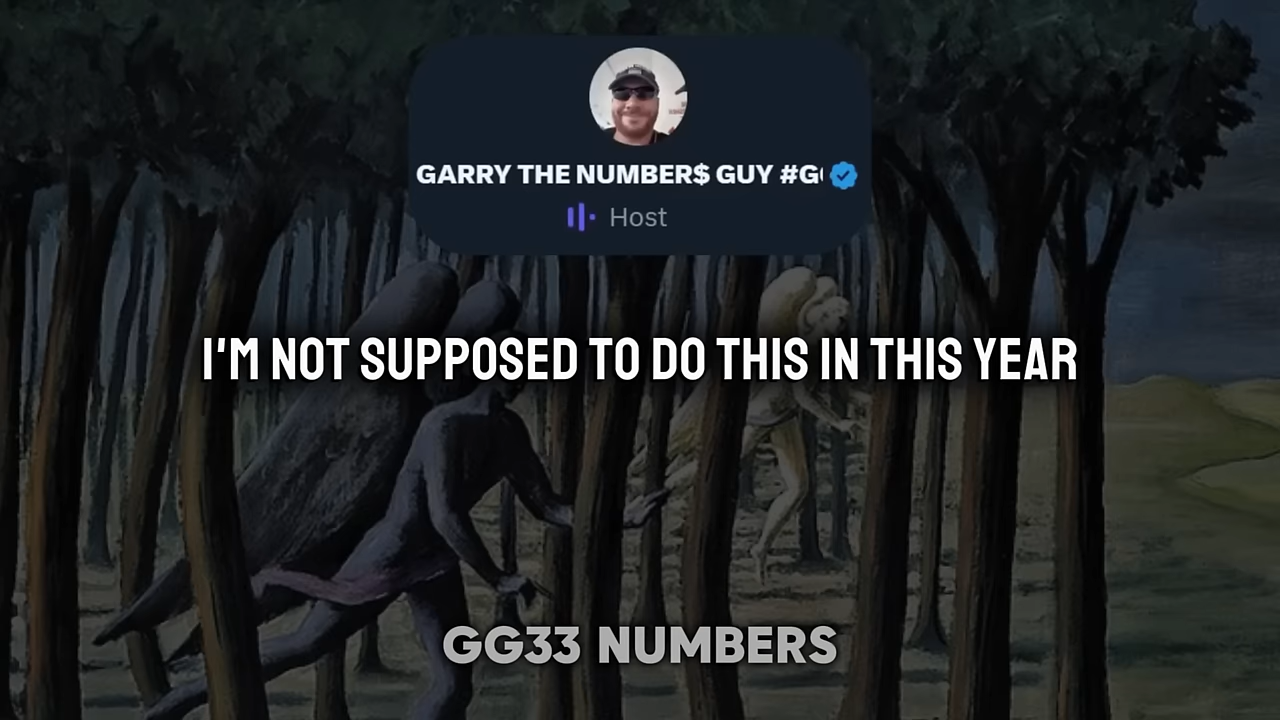 GARRY THE NUMBER$ GUY #G
Host
I'M NOT SUPPOSED TO DO THIS IN THIS YEAR
GG33 NUMBERS